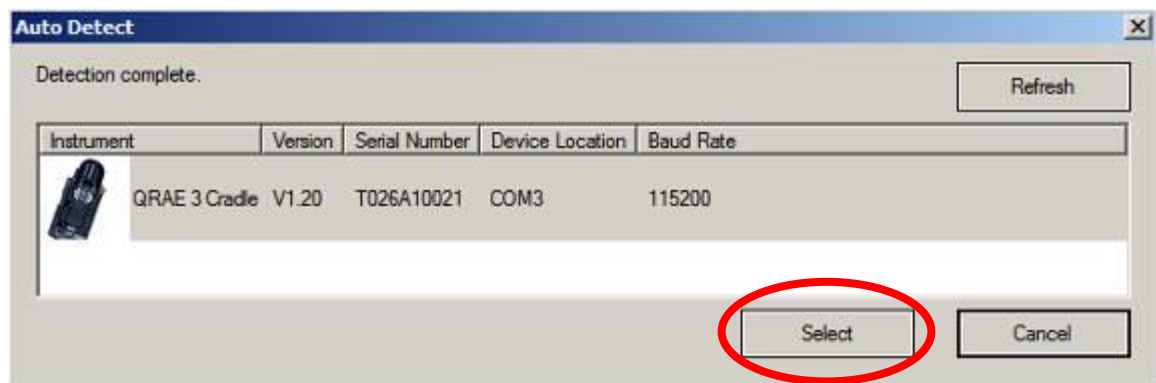 Auto Detect
Detection complete.
Refresh
Instrument Version Serial Number Device Location Baud Rate
QRAE 3 Cradle V1.20 T026A10021 COM3 115200
Select Cancel